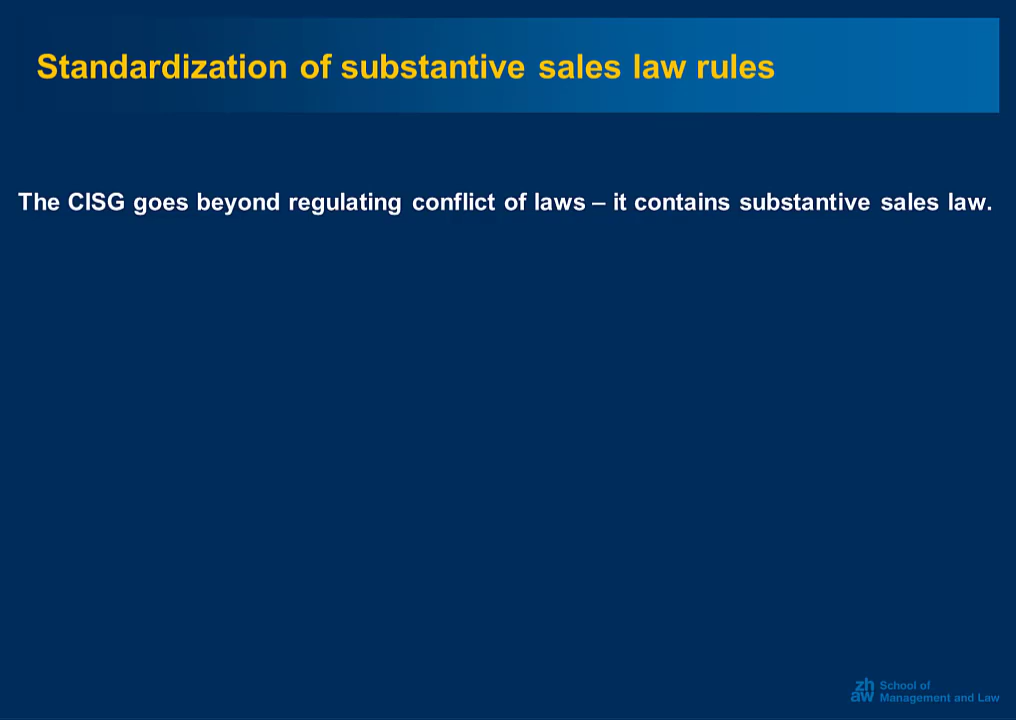 Standardization of substantive sales law rules
The CISG goes beyond regulating conflict of laws – it contains substantive sales law.
zh
aw
School of
Management and Law